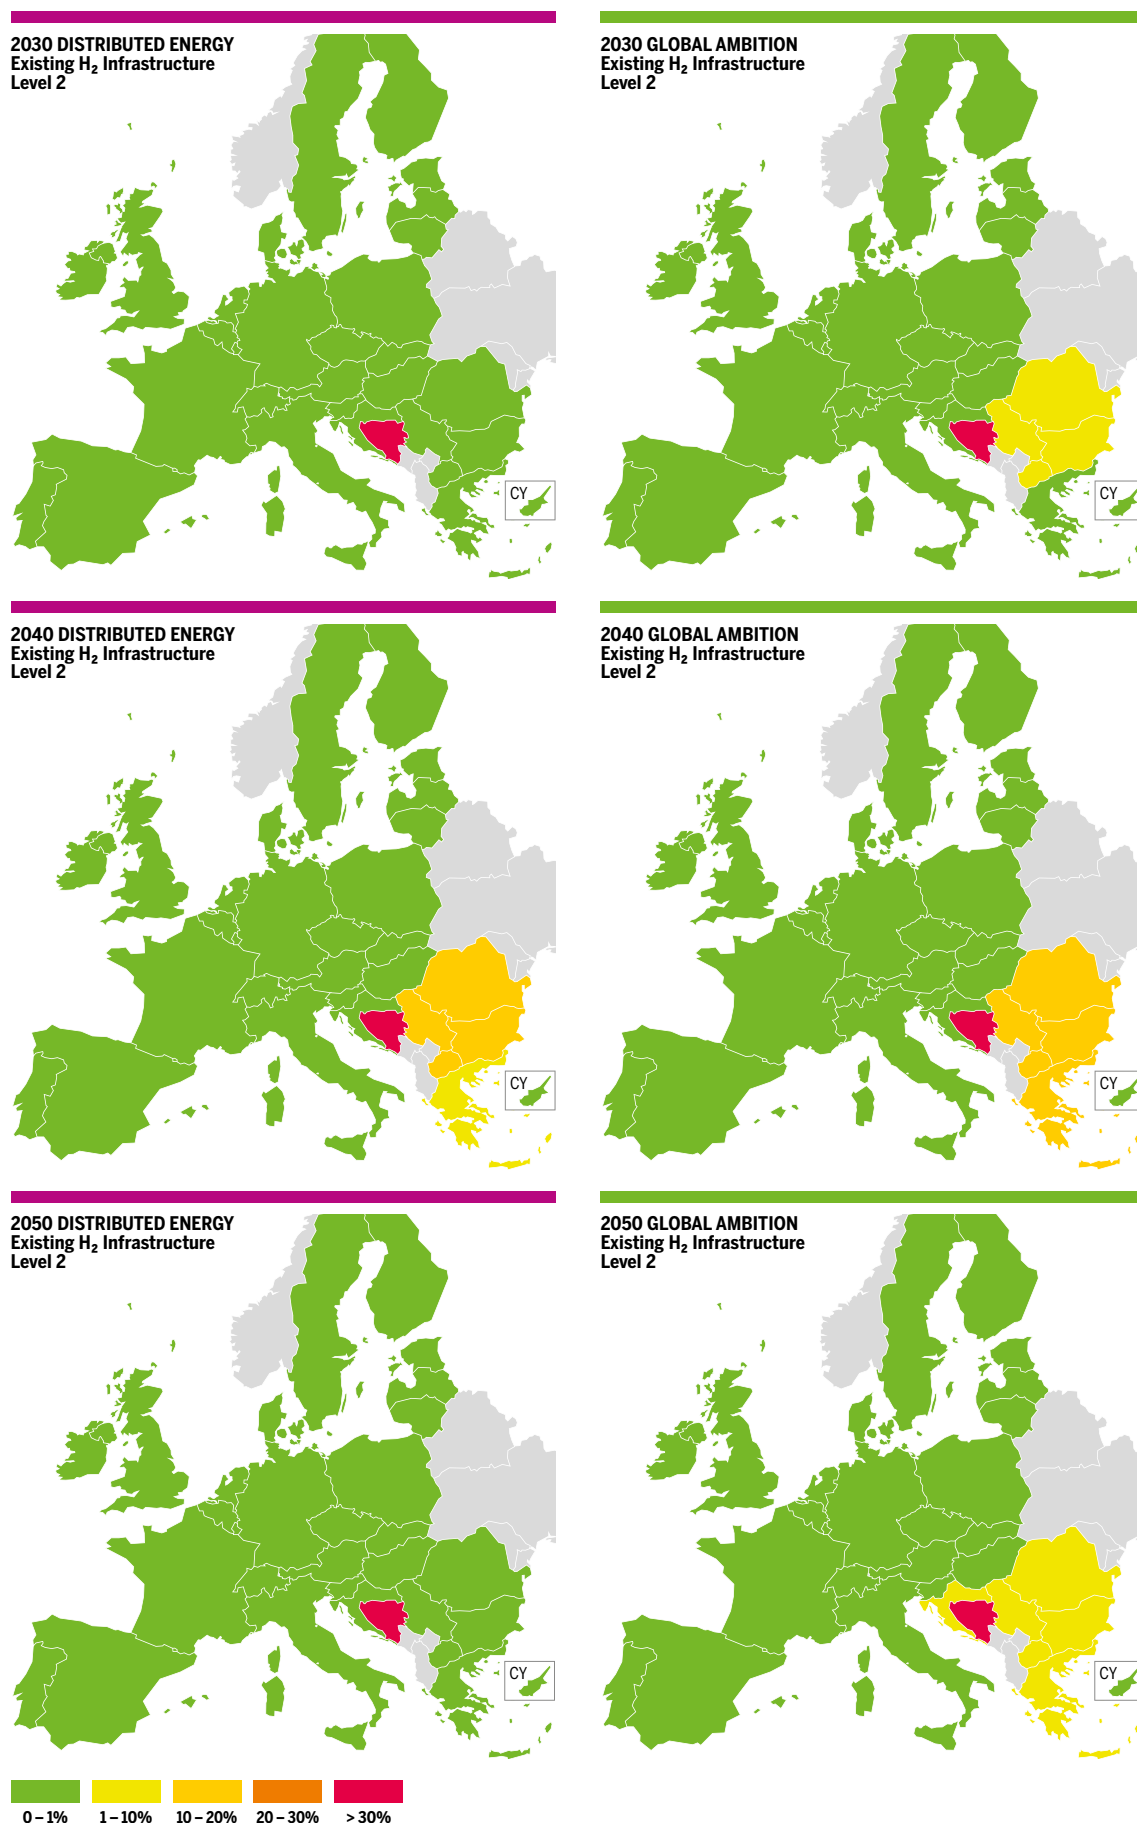 2030 DISTRIBUTED ENERGY
Existing H₂ Infrastructure
Level 2
CY
2030 GLOBAL AMBITION
Existing H₂ Infrastructure
Level 2
CY
2040 DISTRIBUTED ENERGY
Existing H₂ Infrastructure
Level 2
CY
2040 GLOBAL AMBITION
Existing H₂ Infrastructure
Level 2
CY
2050 DISTRIBUTED ENERGY
Existing H₂ Infrastructure
Level 2
CY
2050 GLOBAL AMBITION
Existing H₂ Infrastructure
Level 2
CY
0 – 1% 1 – 10% 10 – 20% 20 – 30% > 30%